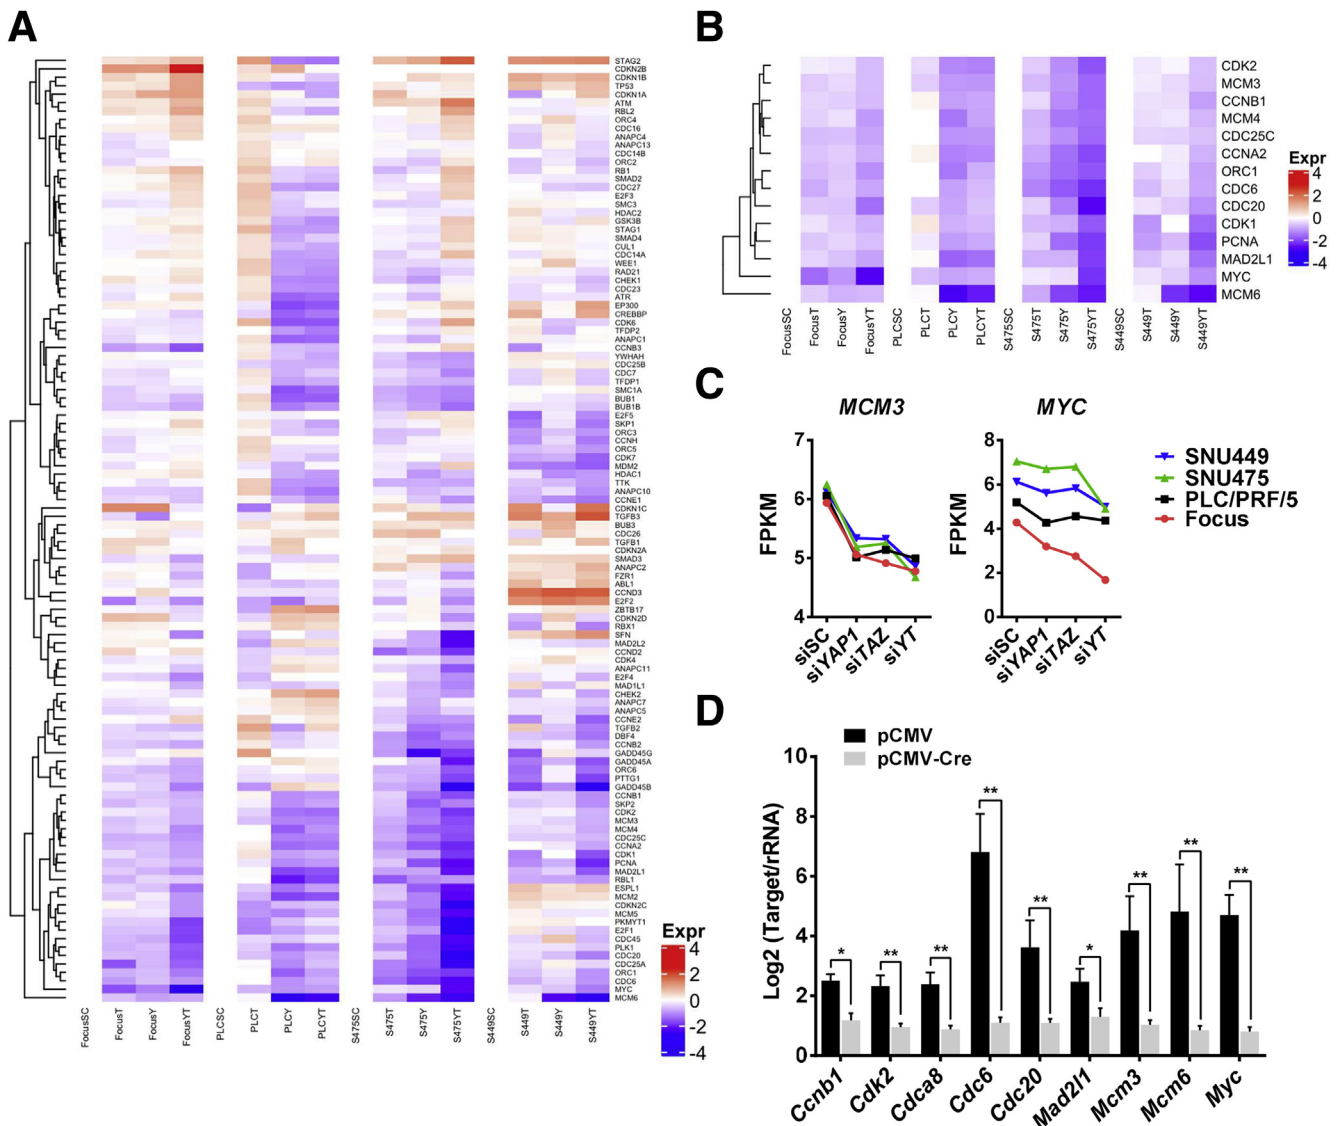 A
STAG2
CDKN2B
CDKN1B
TP53
CDKN1A
ATM
RBL2
ORC4
CDC16
ANAPC4
ANAPC13
CDC14B
ORC2
RB1
SMAD2
CDC27
E2F3
SMC3
HDAC2
GSK3B
STAG1
SMAD4
CUL1
CDC14A
WEE1
RAD21
CHEK1
CDC23
ATR
EP300
CREBBP
CDK6
TFDP2
ANAPC1
CCNB3
YWHAH
CDC25B
CDC7
TFDP1
SMC1A
BUB1
BUB1B
E2F5
SKP1
ORC3
CCNH
ORC5
CDK7
MDM2
HDAC1
TTK
ANAPC10
CCNE1
CDKN1C
TGFB3
BUB3
CDC26
TGFB1
CDKN2A
SMAD3
ANAPC2
FZR1
ABL1
CCND3
E2F2
ZBTB17
CDKN2D
RBX1
SFN
MAD2L2
CCND2
CDK4
ANAPC11
E2F4
MAD1L1
CHEK2
ANAPC7
ANAPC5
CCNE2
TGFB2
DBF4
CCNB2
GADD45G
GADD45A
ORC6
PTTG1
GADD45B
CCNB1
SKP2
CDK2
MCM3
MCM4
CDC25C
CCNA2
CDK1
PCNA
MAD2L1
RBL1
ESPL1
MCM2
CDKN2C
MCM5
PKMYT1
E2F1
CDC45
PLK1
CDC20
CDC25A
ORC1
CDC6
MYC
MCM6
FocusSC
FocusT
FocusY
FocusYT
PLCSC
PLCT
PLCY
PLCYT
S475SC
S475T
S475Y
S475YT
S449SC
S449T
S449Y
S449YT
Expr
4
2
0
-2
-4
B
CDK2
MCM3
CCNB1
MCM4
CDC25C
CCNA2
ORC1
CDC6
CDC20
CDK1
PCNA
MAD2L1
MYC
MCM6
FocusSC
FocusT
FocusY
FocusYT
PLCSC
PLCT
PLCY
PLCYT
S475SC
S475T
S475Y
S475YT
S449SC
S449T
S449Y
S449YT
Expr
4
2
0
-2
-4
C
MCM3
FPKM
7
6
5
4
siSC
siYAP1
siTAZ
siYT
MYC
FPKM
8
6
4
2
0
siSC
siYAP1
siTAZ
siYT
SNU449
SNU475
PLC/PRF/5
Focus
D
pCMV
pCMV-Cre
Log2 (Target/rRNA)
10
8
6
4
2
0
*
**
**
**
**
*
**
**
**
Ccnb1
Cdk2
Cdca8
Cdc6
Cdc20
Mad2l1
Mcm3
Mcm6
Myc